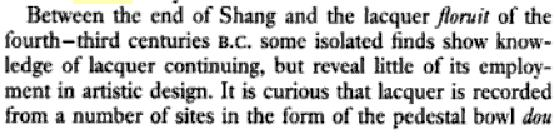 Between the end of Shang and the lacquer floruit of the
fourth–third centuries B.C. some isolated finds show know-
ledge of lacquer continuing, but reveal little of its employ-
ment in artistic design. It is curious that lacquer is recorded
from a number of sites in the form of the pedestal bowl dou